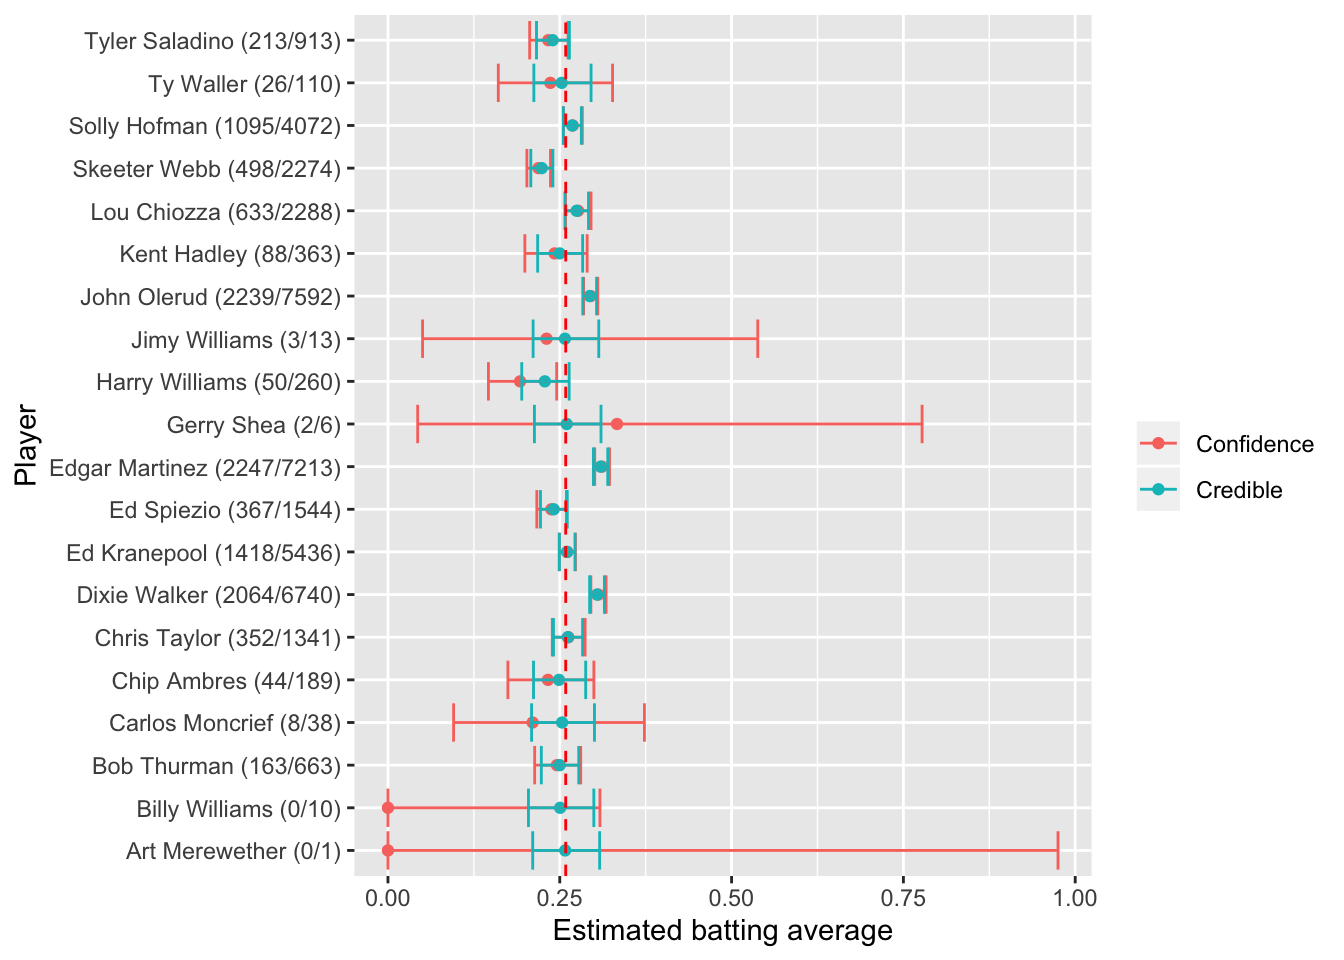 Tyler Saladino (213/913)
Ty Waller (26/110)
Solly Hofman (1095/4072)
Skeeter Webb (498/2274)
Lou Chiozza (633/2288)
Kent Hadley (88/363)
John Olerud (2239/7592)
Jimy Williams (3/13)
Harry Williams (50/260)
Gerry Shea (2/6)
Edgar Martinez (2247/7213)
Ed Spiezio (367/1544)
Ed Kranepool (1418/5436)
Dixie Walker (2064/6740)
Chris Taylor (352/1341)
Chip Ambres (44/189)
Carlos Moncrief (8/38)
Bob Thurman (163/663)
Billy Williams (0/10)
Art Merewether (0/1)
Player
0.00 0.25 0.50 0.75 1.00
Estimated batting average
Confidence
Credible